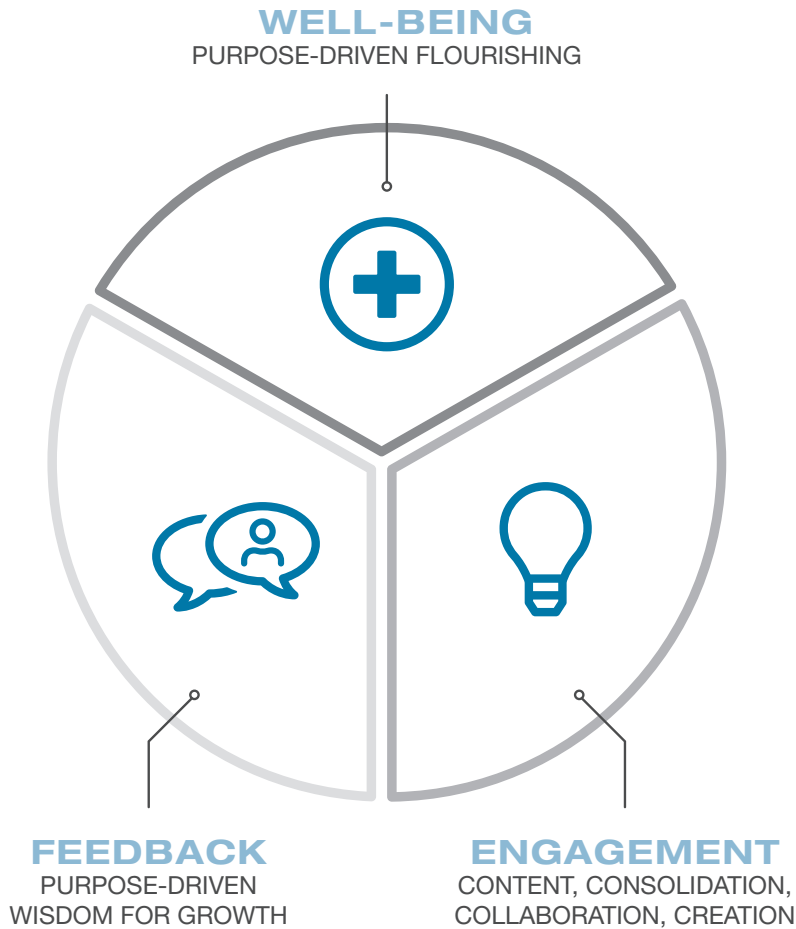 WELL-BEING
PURPOSE-DRIVEN FLOURISHING
FEEDBACK
PURPOSE-DRIVEN
WISDOM FOR GROWTH
ENGAGEMENT
CONTENT, CONSOLIDATION,
COLLABORATION, CREATION